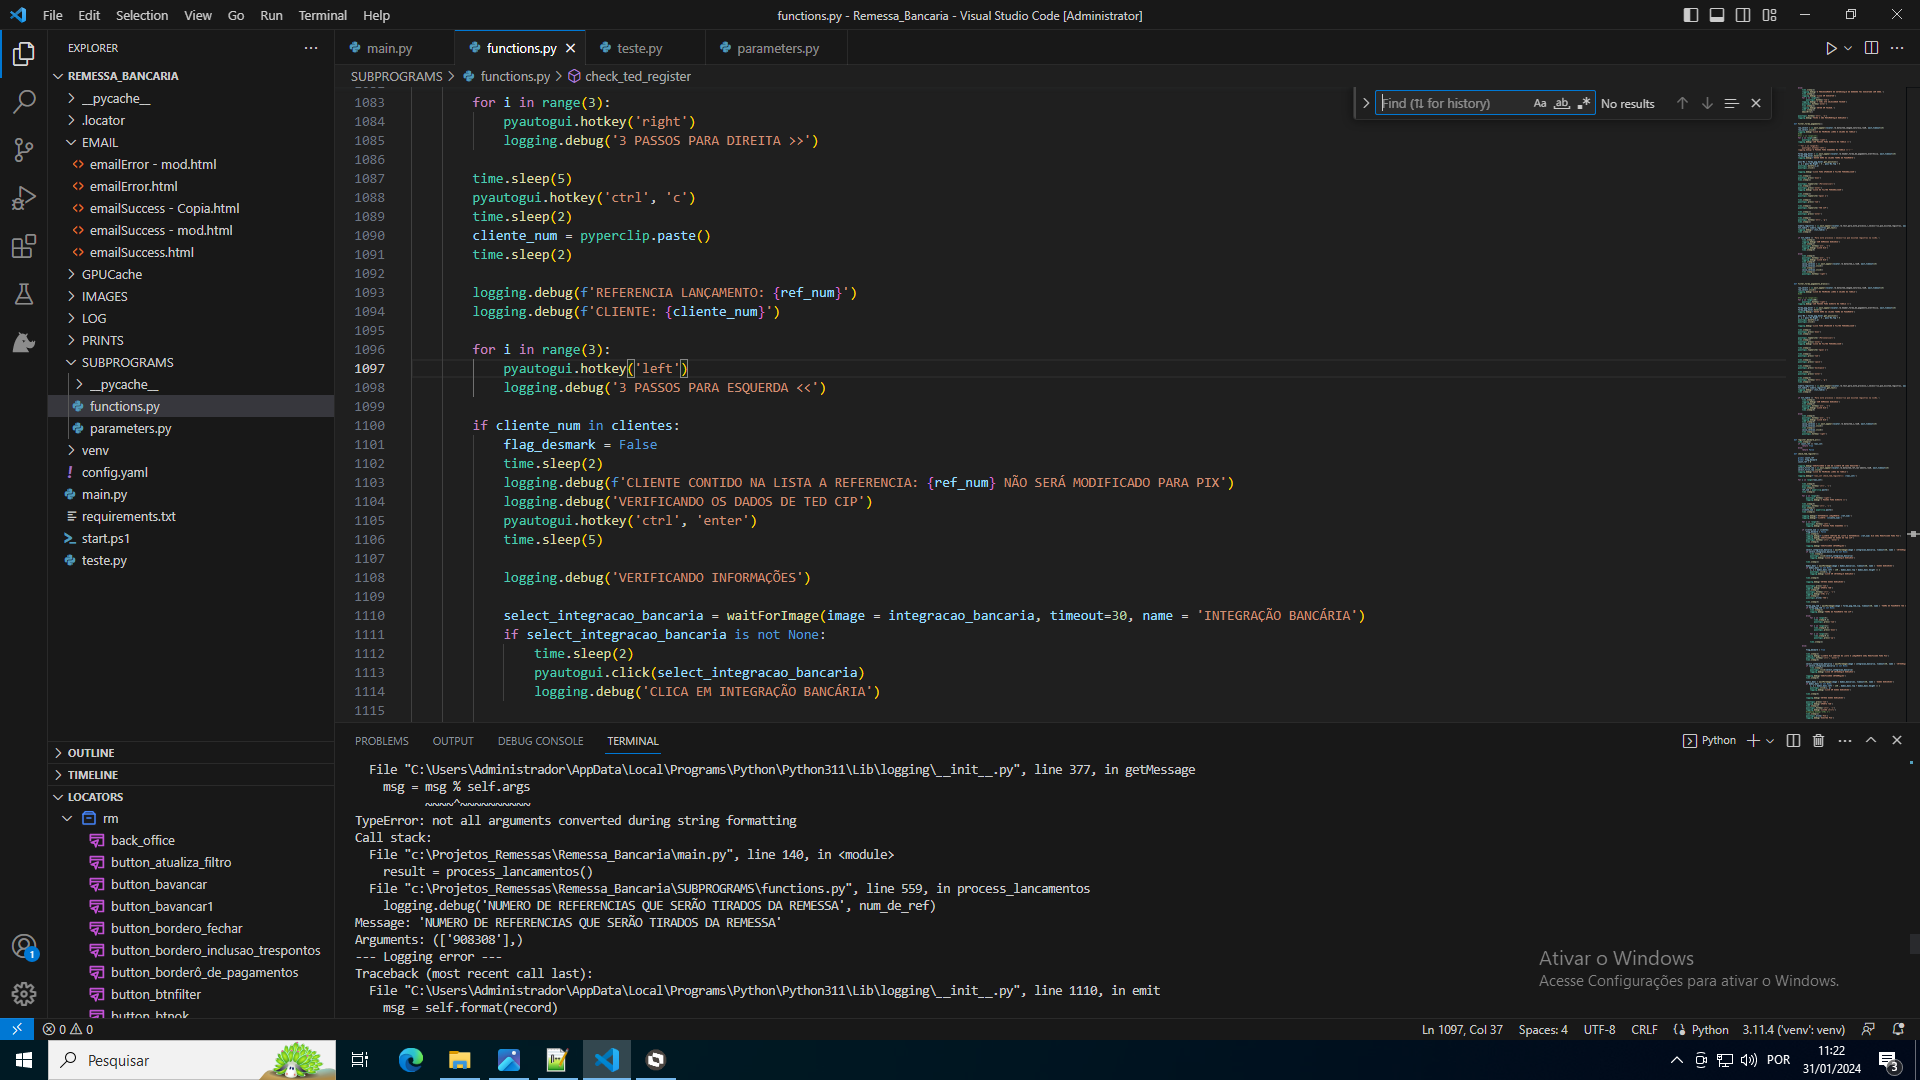 File Edit Selection View Go Run Terminal Help
functions.py - Remessa_Bancaria - Visual Studio Code [Administrator]
EXPLORER
REMESSA_BANCARIA
__pycache__
.locator
EMAIL
emailError - mod.html
emailError.html
emailSuccess - Copia.html
emailSuccess - mod.html
emailSuccess.html
GPUCache
IMAGES
LOG
PRINTS
SUBPROGRAMS
__pycache__
functions.py
parameters.py
venv
config.yaml
main.py
requirements.txt
start.ps1
teste.py
OUTLINE
TIMELINE
LOCATORS
rm
back_office
button_atualiza_filtro
button_bavancar
button_bavancar1
button_bordero_fechar
button_bordero_inclusao_trespontos
button_borderô_de_pagamentos
button_btnfilter
button_btnok
main.py functions.py teste.py parameters.py
SUBPROGRAMS > functions.py > check_ted_register
Find (⇅ for history) Aa ab .* No results
1083 for i in range(3):
1084 pyautogui.hotkey('right')
1085 logging.debug('3 PASSOS PARA DIREITA >>')
1086
1087 time.sleep(5)
1088 pyautogui.hotkey('ctrl', 'c')
1089 time.sleep(2)
1090 cliente_num = pyperclip.paste()
1091 time.sleep(2)
1092
1093 logging.debug(f'REFERENCIA LANÇAMENTO: {ref_num}')
1094 logging.debug(f'CLIENTE: {cliente_num}')
1095
1096 for i in range(3):
1097 pyautogui.hotkey('left')
1098 logging.debug('3 PASSOS PARA ESQUERDA <<')
1099
1100 if cliente_num in clientes:
1101 flag_desmark = False
1102 time.sleep(2)
1103 logging.debug(f'CLIENTE CONTIDO NA LISTA A REFERENCIA: {ref_num} NÃO SERÁ MODIFICADO PARA PIX')
1104 logging.debug('VERIFICANDO OS DADOS DE TED CIP')
1105 pyautogui.hotkey('ctrl', 'enter')
1106 time.sleep(5)
1107
1108 logging.debug('VERIFICANDO INFORMAÇÕES')
1109
1110 select_integracao_bancaria = waitForImage(image = integracao_bancaria, timeout=30, name = 'INTEGRAÇÃO BANCÁRIA')
1111 if select_integracao_bancaria is not None:
1112 time.sleep(2)
1113 pyautogui.click(select_integracao_bancaria)
1114 logging.debug('CLICA EM INTEGRAÇÃO BANCÁRIA')
1115
PROBLEMS OUTPUT DEBUG CONSOLE TERMINAL
Python
File "C:\Users\Administrador\AppData\Local\Programs\Python\Python311\Lib\logging\__init__.py", line 377, in getMessage
msg = msg % self.args
~~~~^~~~~~~~~~~
TypeError: not all arguments converted during string formatting
Call stack:
File "c:\Projetos_Remessas\Remessa_Bancaria\main.py", line 140, in <module>
result = process_lancamentos()
File "c:\Projetos_Remessas\Remessa_Bancaria\SUBPROGRAMS\functions.py", line 559, in process_lancamentos
logging.debug('NUMERO DE REFERENCIAS QUE SERÃO TIRADOS DA REMESSA', num_de_ref)
Message: 'NUMERO DE REFERENCIAS QUE SERÃO TIRADOS DA REMESSA'
Arguments: (['908308'],)
--- Logging error ---
Traceback (most recent call last):
File "C:\Users\Administrador\AppData\Local\Programs\Python\Python311\Lib\logging\__init__.py", line 1110, in emit
msg = self.format(record)
Ativar o Windows
Acesse Configurações para ativar o Windows.
1
0 0
Ln 1097, Col 37 Spaces: 4 UTF-8 CRLF Python 3.11.4 ('venv': venv)
Pesquisar
POR
11:22
31/01/2024
3